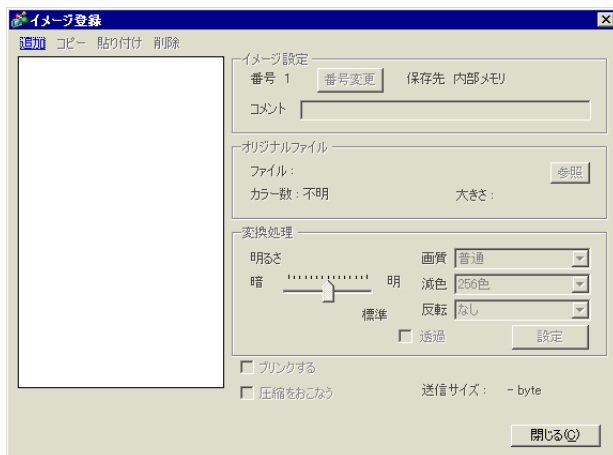 イメージ登録
追加 コピー 貼り付け 削除
イメージ設定
番号 1 番号変更 保存先 内部メモリ
コメント
オリジナルファイル
ファイル : 参照
カラー数 : 不明 大きさ :
変換処理
明るさ 画質 普通
暗 明 減色 256色
標準 反転 なし
透過 設定
ブリンクする
圧縮をおこなう 送信サイズ : - byte
閉じる(C)